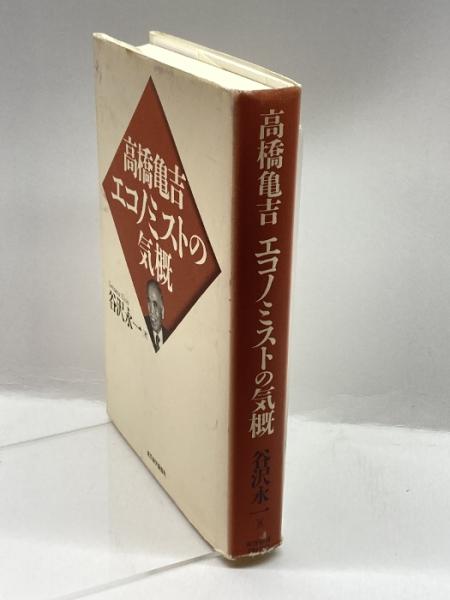 高橋亀吉
エコノミストの
気概
谷沢永一
高橋亀吉 エコノミストの気概
谷沢永一